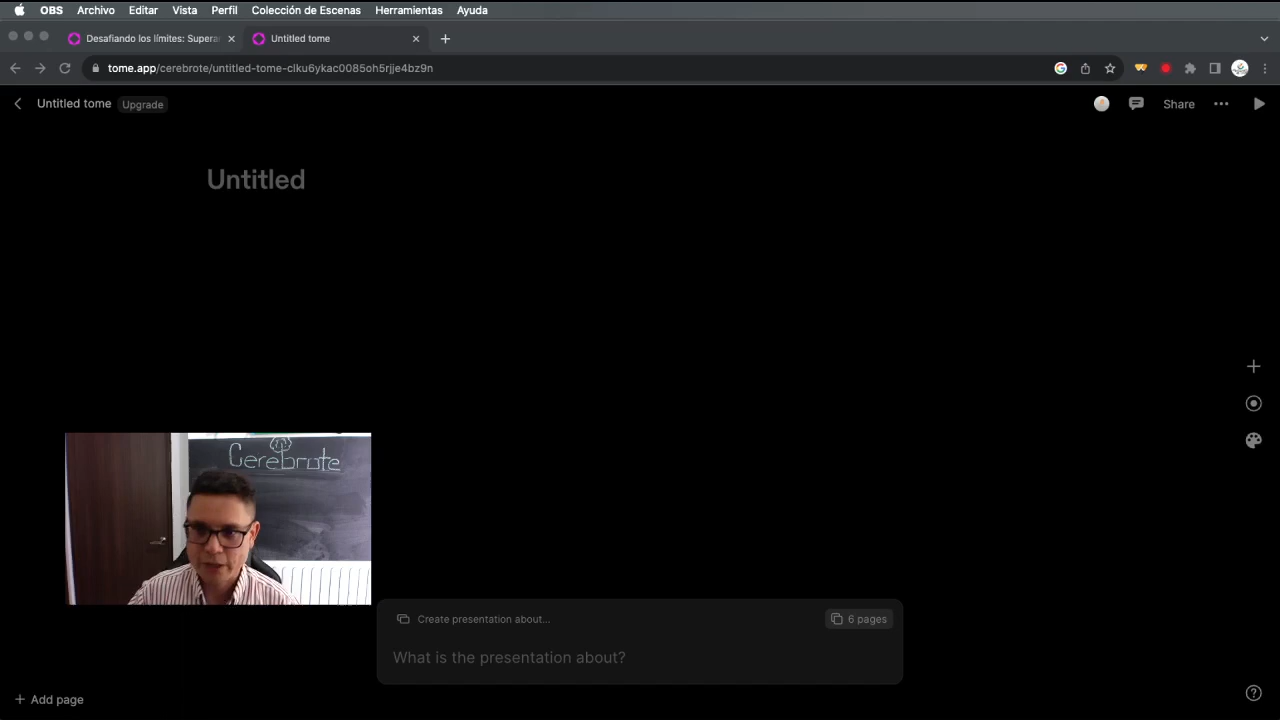 OBS Archivo Editar Vista Perfil Colección de Escenas Herramientas Ayuda
Desafiando los límites: Supera
Untitled tome
tome.app/cerebrote/untitled-tome-clku6ykac0085oh5rjje4bz9n
Untitled tome Upgrade
Share
Untitled
Cerebrote
Create presentation about...
6 pages
What is the presentation about?
Add page